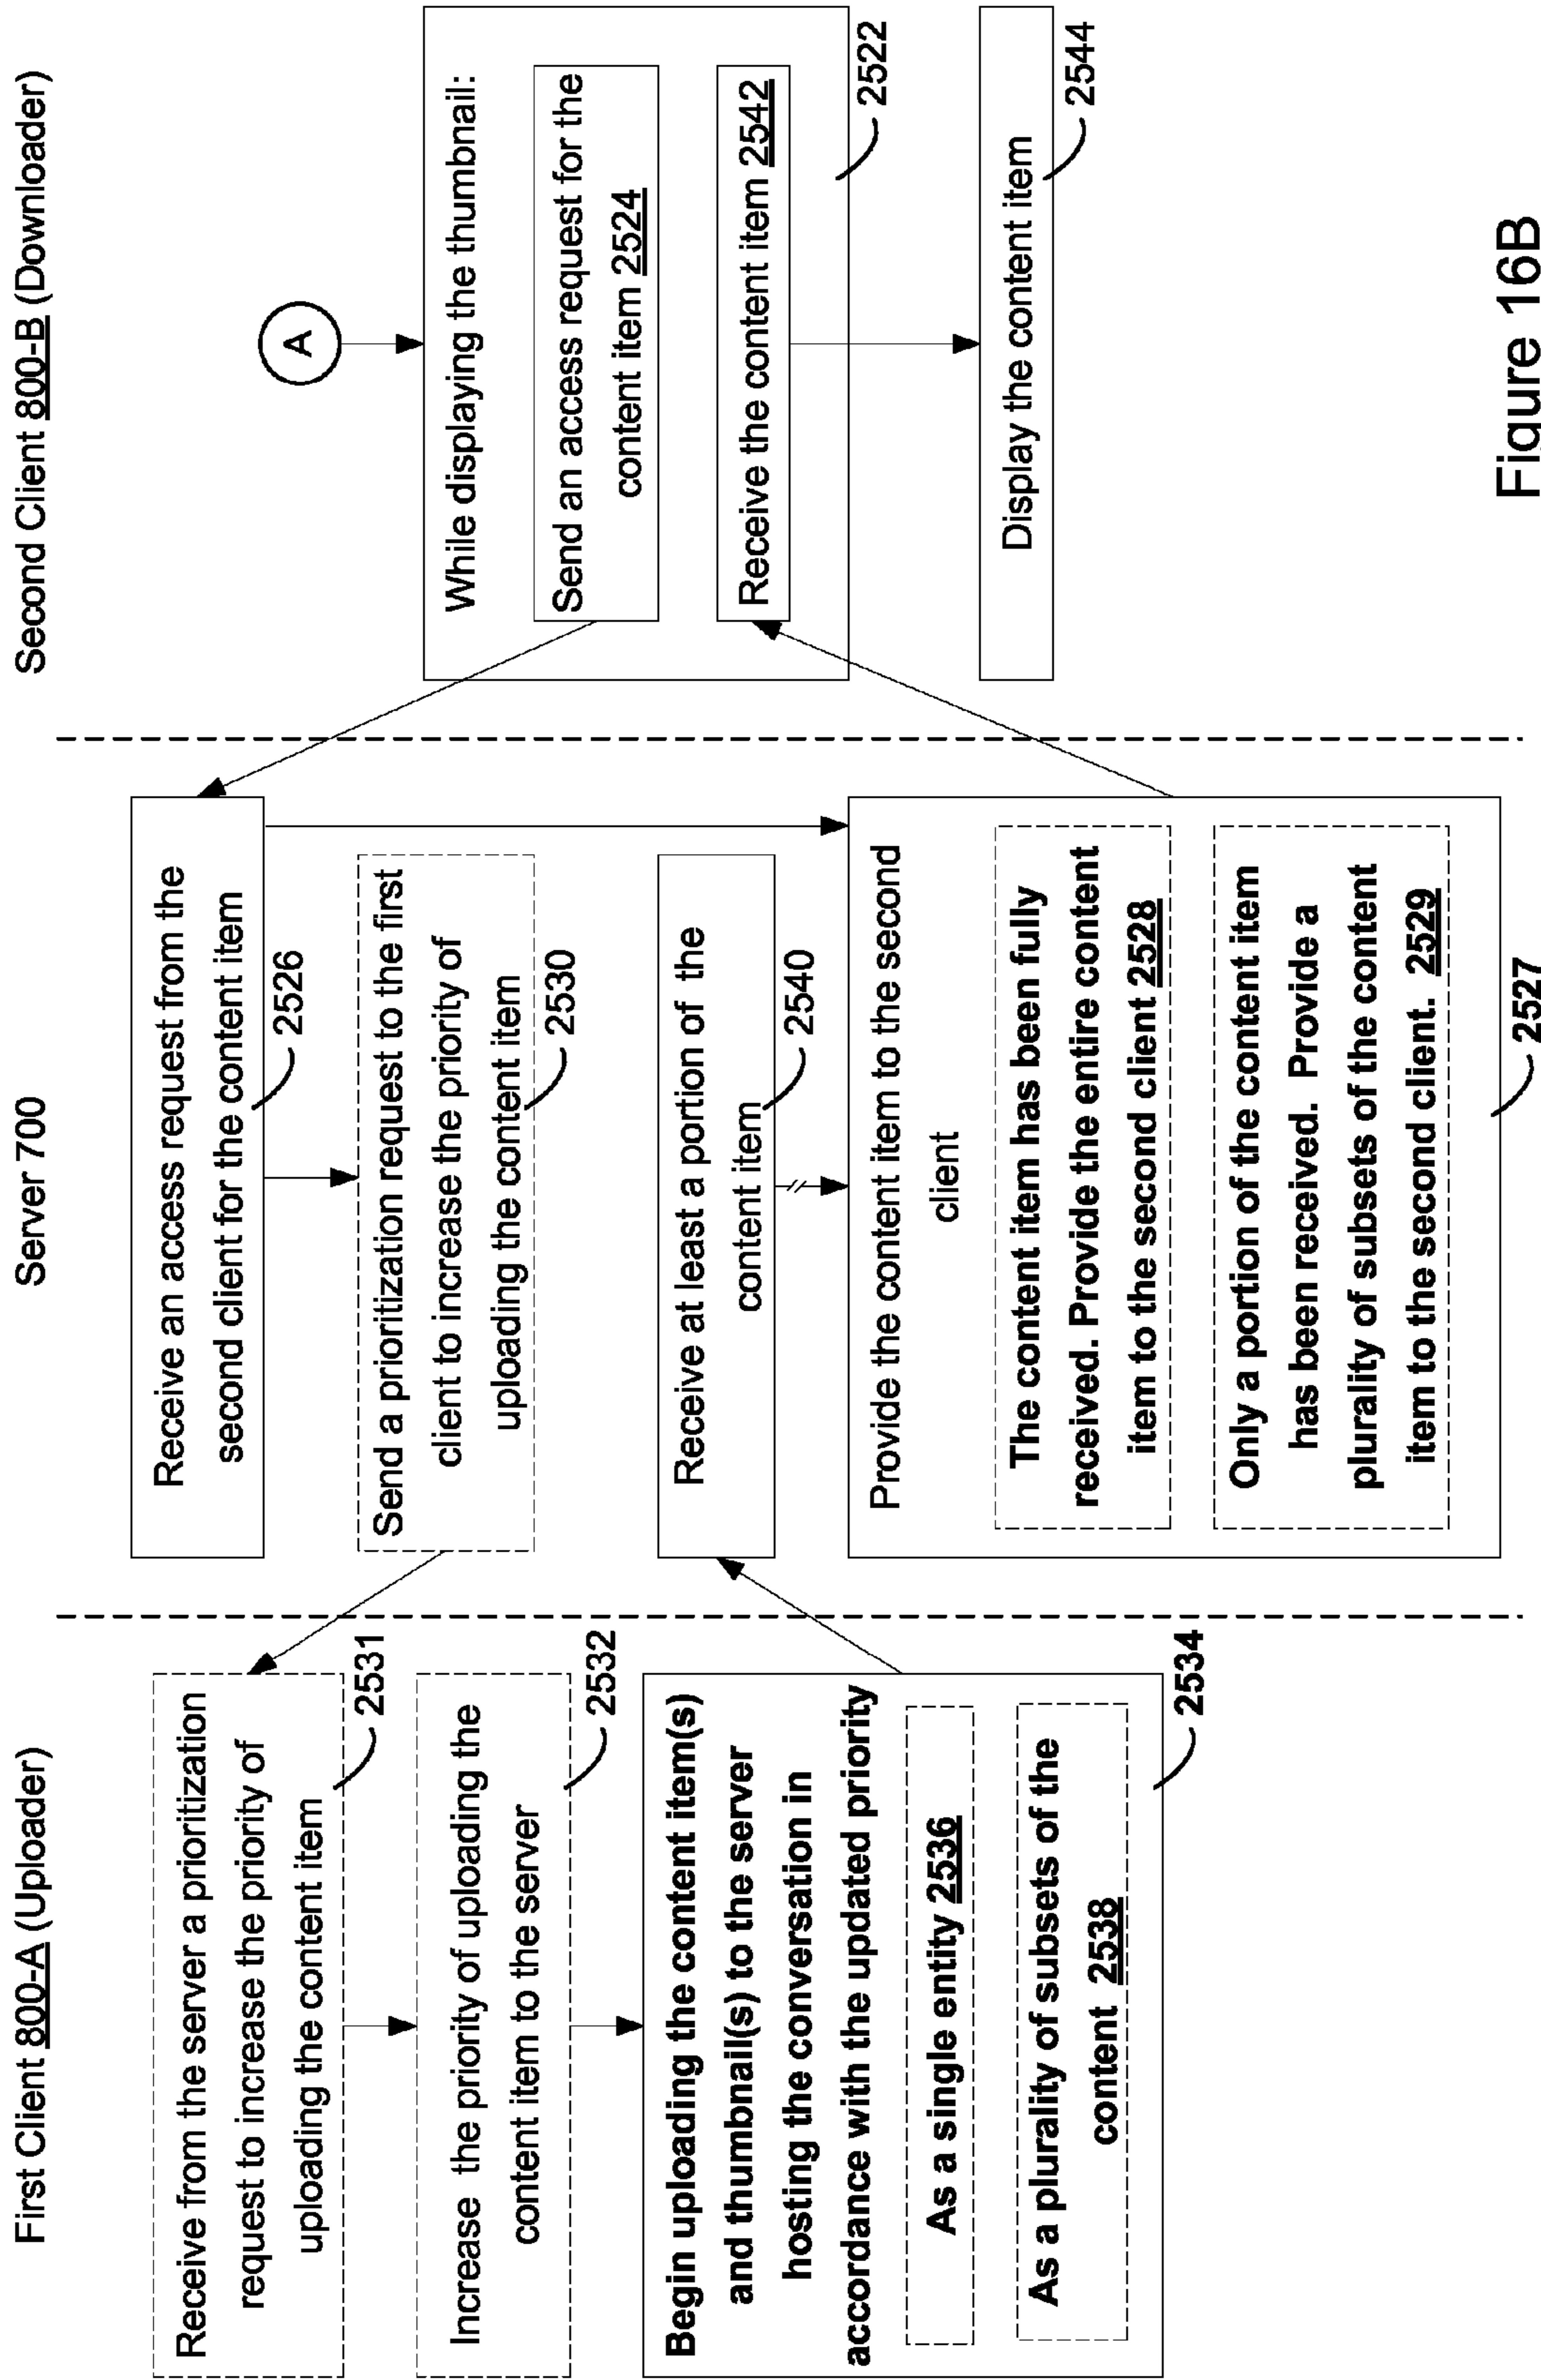 First Client 800-A (Uploader)
Receive from the server a prioritization
request to increase the priority of
uploading the content item
2531
Increase the priority of uploading the
content item to the server
2532
Begin uploading the content item(s)
and thumbnail(s) to the server
hosting the conversation in
accordance with the updated priority
As a single entity 2536
As a plurality of subsets of the
content 2538
2534
Server 700
Receive an access request from the
second client for the content item
2526
Send a prioritization request to the first
client to increase the priority of
uploading the content item
2530
Receive at least a portion of the
content item
2540
Provide the content item to the second
client
The content item has been fully
received. Provide the entire content
item to the second client 2528
Only a portion of the content item
has been received. Provide a
plurality of subsets of the content
item to the second client. 2529
2527
Second Client 800-B (Downloader)
A
While displaying the thumbnail:
Send an access request for the
content item 2524
Receive the content item 2542
2522
Display the content item
2544
Figure 16B